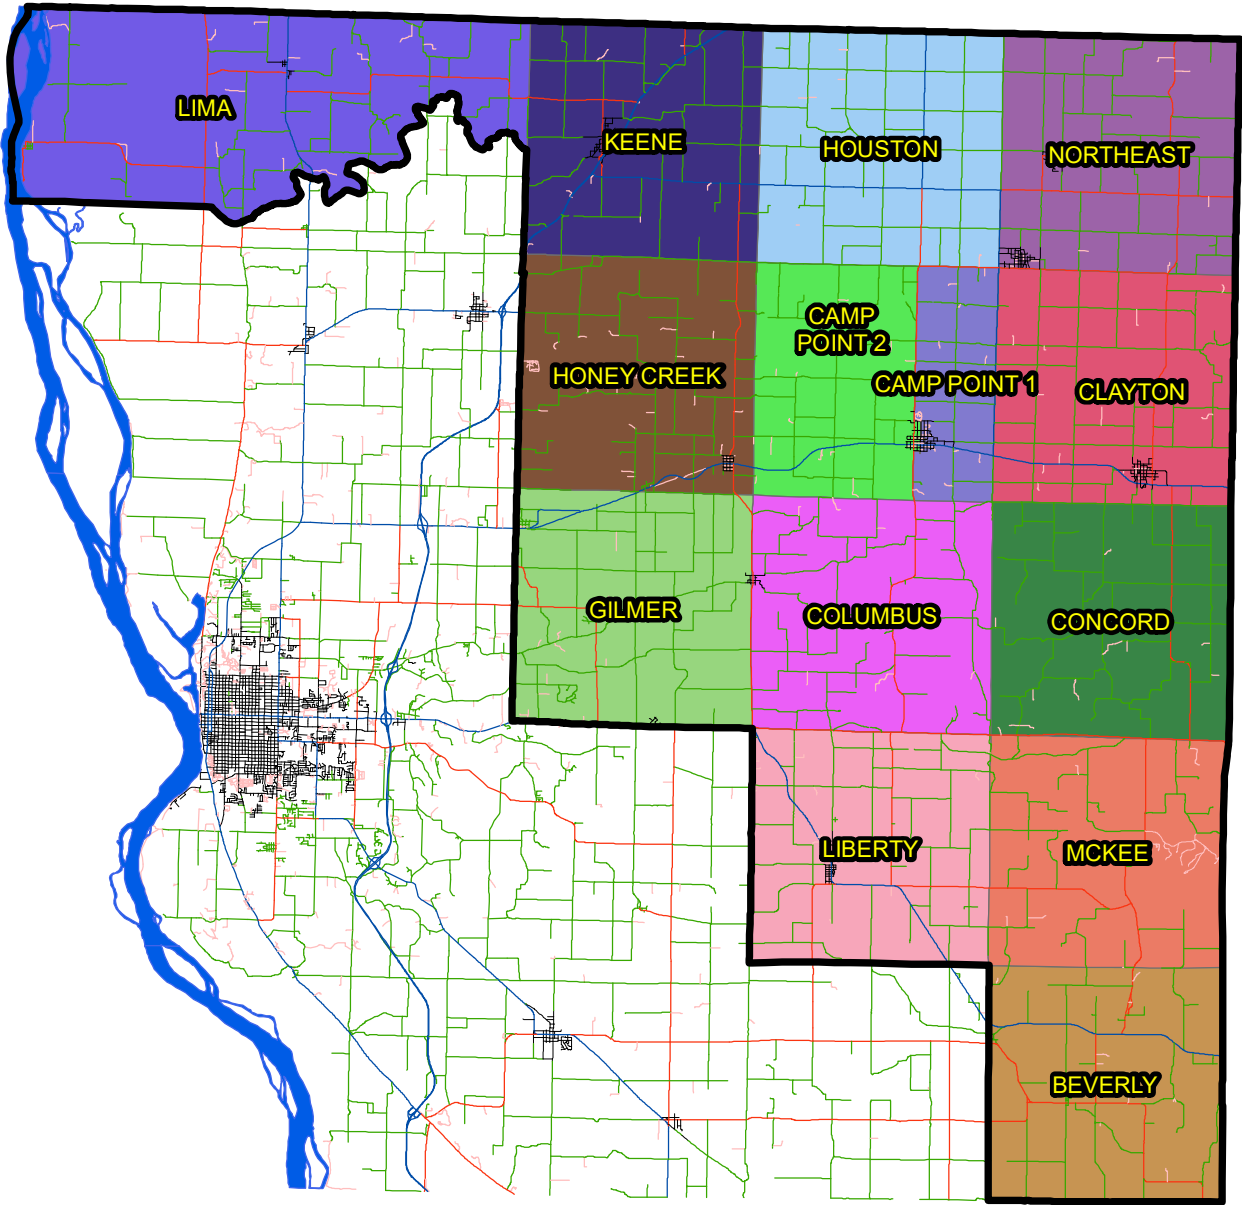 LIMA
KEENE
HOUSTON
NORTHEAST
HONEY CREEK
CAMP
POINT 2
CAMP POINT 1
CLAYTON
GILMER
COLUMBUS
CONCORD
LIBERTY
MCKEE
BEVERLY